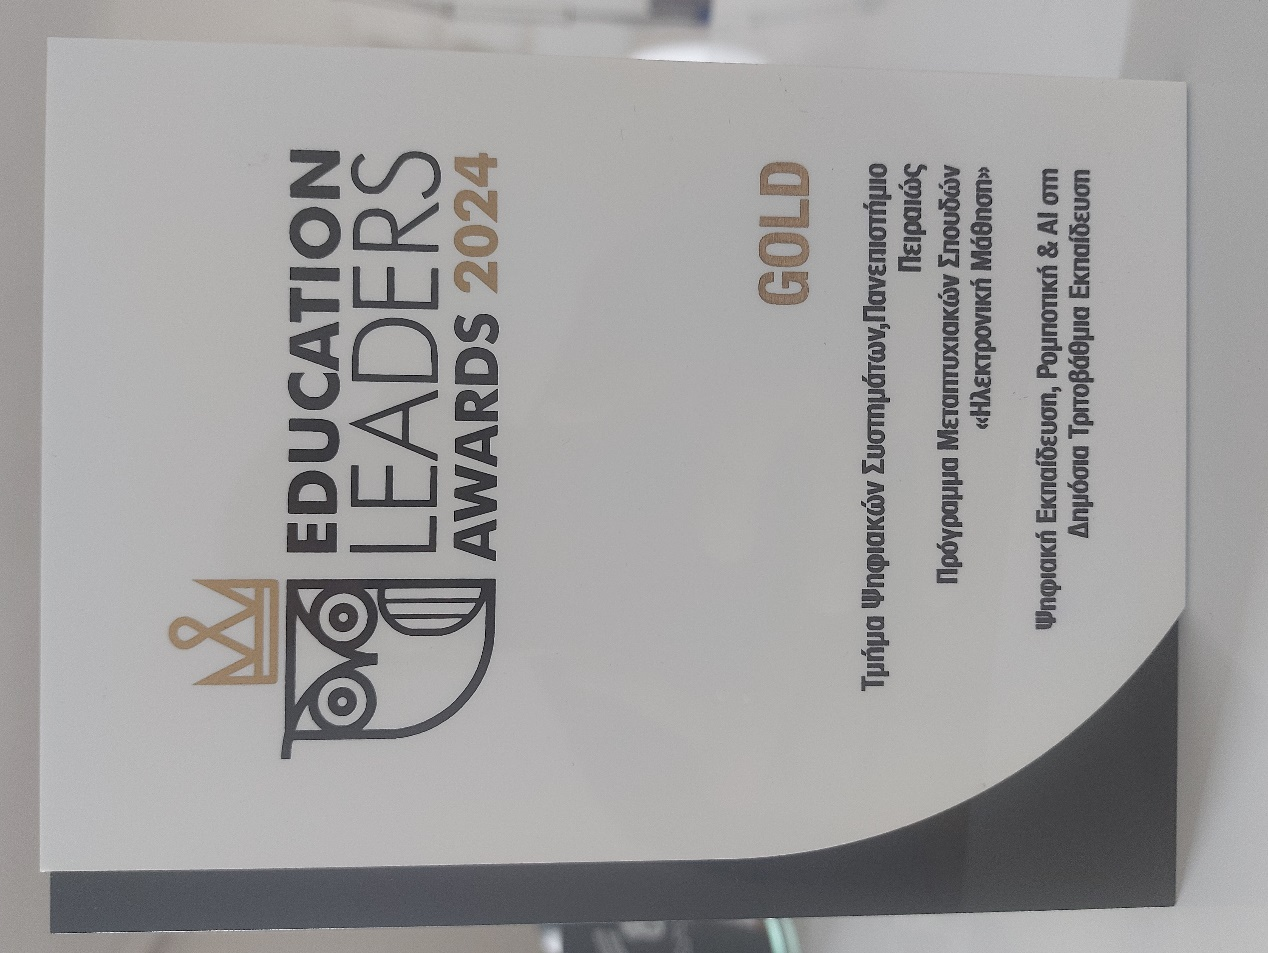 EDUCATION
LEADERS
AWARDS 2024
GOLD
Τμήμα Ψηφιακών Συστημάτων,Πανεπιστήμιο
Πειραιώς
Πρόγραμμα Μεταπτυχιακών Σπουδών
«Ηλεκτρονική Μάθηση»
Ψηφιακή Εκπαίδευση, Ρομποτική & AI στη
Δημόσια Τριτοβάθμια Εκπαίδευση